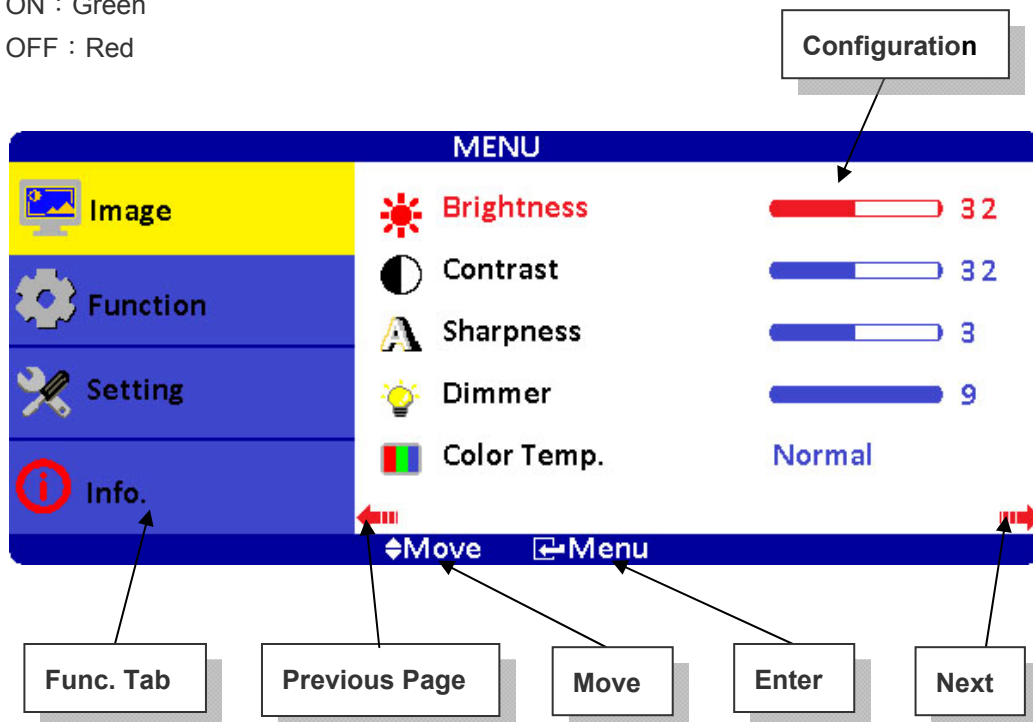 ON：Green
OFF：Red
Configuration
MENU
Image
Function
Setting
Info.
Brightness 32
Contrast 32
Sharpness 3
Dimmer 9
Color Temp. Normal
Move Menu
Func. Tab
Previous Page
Move
Enter
Next